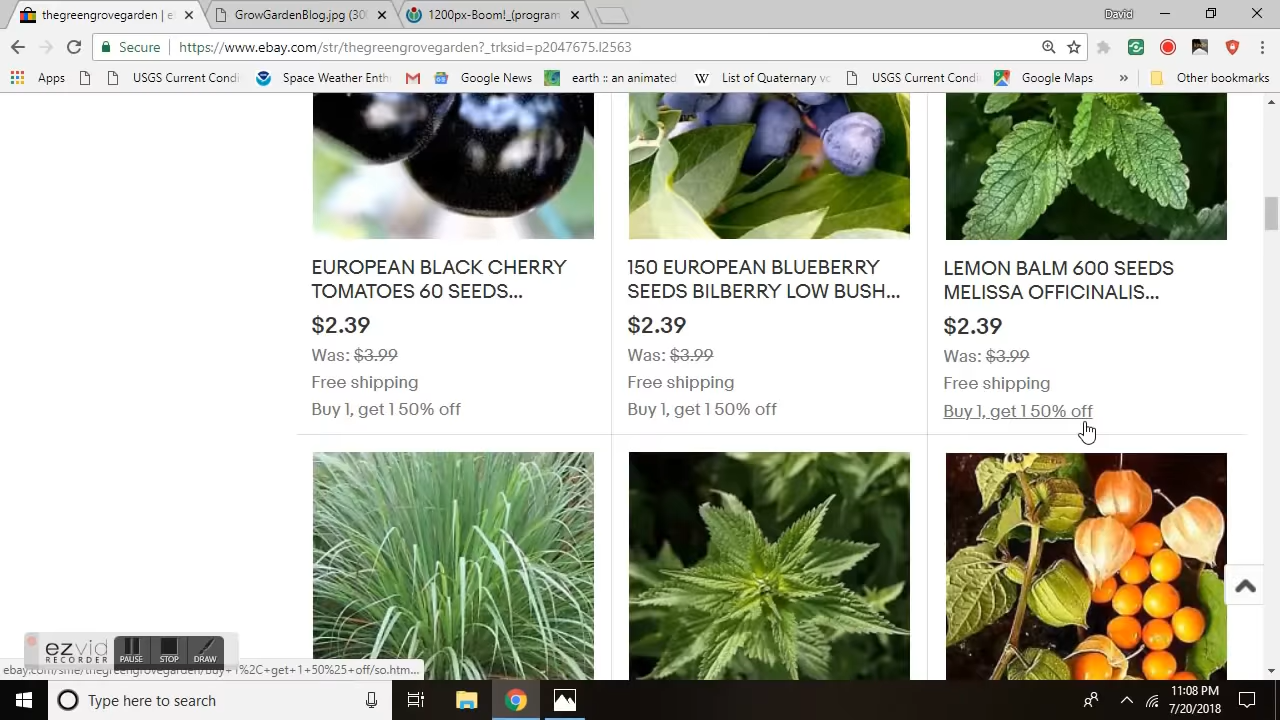 thegreengrovegarden | e
GrowGardenBlog.jpg (30
1200px-Boom!_(program
David
Secure
https://www.ebay.com/str/thegreengrovegarden?_trksid=p2047675.l2563
Apps
USGS Current Condi
Space Weather Enth
Google News
earth :: an animated
List of Quaternary vo
USGS Current Condi
Google Maps
»
Other bookmarks
EUROPEAN BLACK CHERRY
TOMATOES 60 SEEDS...
$2.39
Was: $3.99
Free shipping
Buy 1, get 1 50% off
150 EUROPEAN BLUEBERRY
SEEDS BILBERRY LOW BUSH...
$2.39
Was: $3.99
Free shipping
Buy 1, get 1 50% off
LEMON BALM 600 SEEDS
MELISSA OFFICINALIS...
$2.39
Was: $3.99
Free shipping
Buy 1, get 1 50% off
ezvid
RECORDER
PAUSE
STOP
DRAW
ebay.com/sme/thegreengrovegarden/buy+1%2C+get+1+50%25+off/so.htm...
Type here to search
11:08 PM
7/20/2018